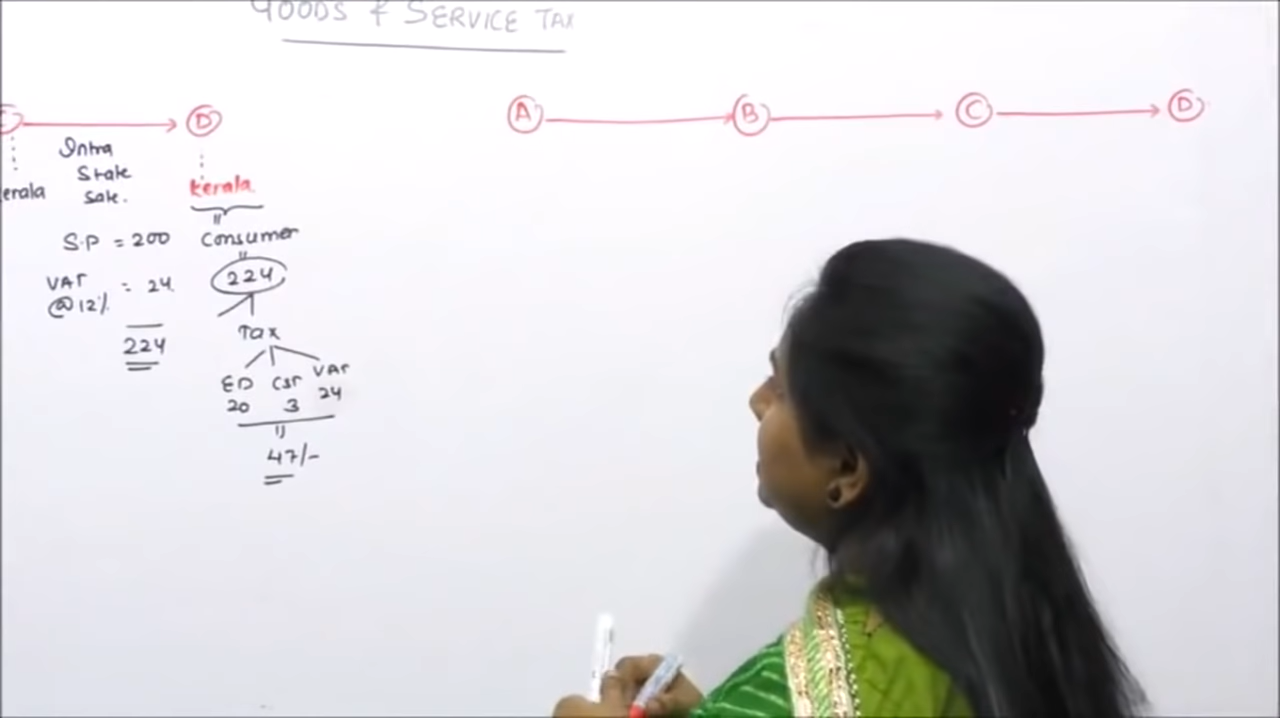 GOODS & SERVICE TAX
D
A B C D
Intra
State
Sale.
erala
Kerala
S.P = 200
Consumer
224
VAT = 24
@12%
224
Tax
ED CST VAT
20 3 24
47/-